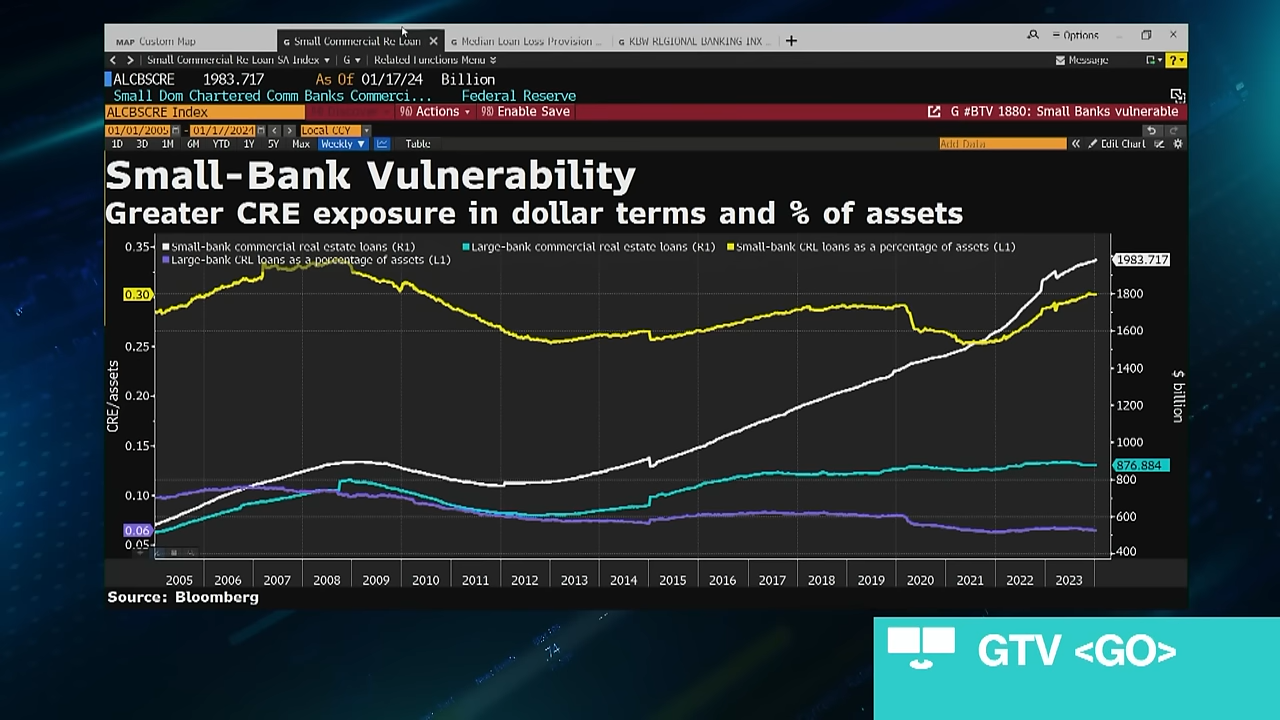 MAP Custom Map
G Small Commercial Re Loan ✕
G Median Loan Loss Provision ...
G KBW REGIONAL BANKING INX ...
+
Options
Small Commercial Re Loan SA Index
G
Related Functions Menu
Message
?
ALCBSCRE 1983.717 As Of 01/17/24 Billion
Small Dom Chartered Comm Banks Commerci... Federal Reserve
ALCBSCRE Index
96) Actions
98) Enable Save
G #BTV 1880: Small Banks vulnerable
01/01/2005 - 01/17/2024
Local CCY
1D 3D 1M 6M YTD 1Y 5Y Max Weekly ▼ Table
Add Data
« Edit Chart
Small-Bank Vulnerability
Greater CRE exposure in dollar terms and % of assets
Small-bank commercial real estate loans (R1)
Large-bank commercial real estate loans (R1)
Small-bank CRL loans as a percentage of assets (L1)
Large-bank CRL loans as a percentage of assets (L1)
0.35
0.30
0.25
0.20
0.15
0.10
0.06
0.05
CRE/assets
1983.717
1800
1600
1400
1200
1000
876.884
800
600
400
$ billion
2005 2006 2007 2008 2009 2010 2011 2012 2013 2014 2015 2016 2017 2018 2019 2020 2021 2022 2023
Source: Bloomberg
GTV <GO>